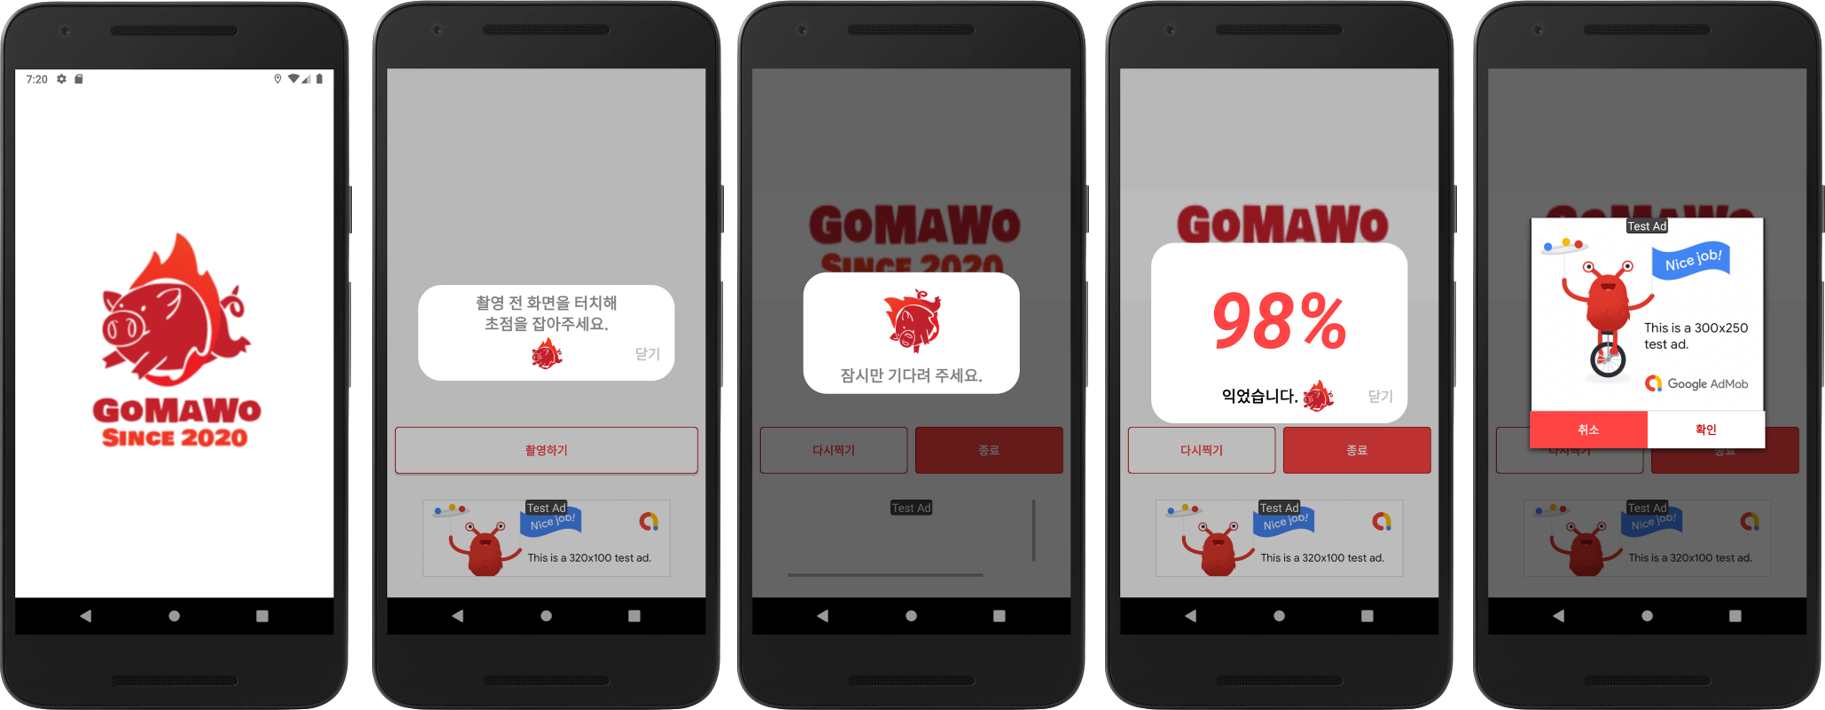 7:20
GoMaWo
Since 2020
촬영 전 화면을 터치해
초점을 잡아주세요.
닫기
촬영하기
Test Ad
Nice job!
This is a 320x100 test ad.
GoMaWo
Since 2020
잠시만 기다려 주세요.
다시찍기
종료
Test Ad
GoMaWo
98%
익었습니다.
닫기
다시찍기
종료
Test Ad
Nice job!
This is a 320x100 test ad.
Test Ad
Nice job!
This is a 300x250
test ad.
Google AdMob
취소
확인
다시찍기
종료
Test Ad
Nice job!
This is a 320x100 test ad.